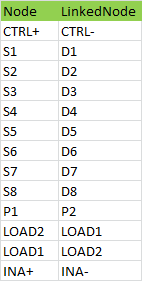 Node LinkedNode
CTRL+ CTRL-
S1 D1
S2 D2
S3 D3
S4 D4
S5 D5
S6 D6
S7 D7
S8 D8
P1 P2
LOAD2 LOAD1
LOAD1 LOAD2
INA+ INA-